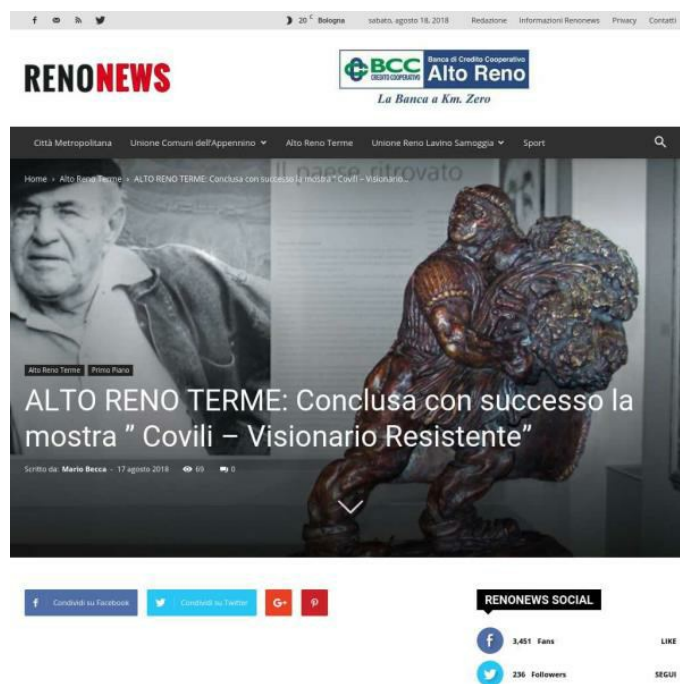 20 C Bologna
sabato, agosto 18, 2018
Redazione Informazioni Renonews Privacy Contatti
RENONEWS
BCC
CREDITO COOPERATIVO
Banca di Credito Cooperativo
Alto Reno
La Banca a Km. Zero
Città Metropolitana Unione Comuni dell'Appennino Alto Reno Terme Unione Reno Lavino Samoggia Sport
Il paese ritrovato
Home › Alto Reno Terme › ALTO RENO TERME: Conclusa con successo la mostra " Covili – Visionario...
Alto Reno Terme Primo Piano
ALTO RENO TERME: Conclusa con successo la
mostra " Covili – Visionario Resistente"
Scritto da: Mario Becca - 17 agosto 2018 69 0
Condividi su Facebook Condividi su Twitter G+
RENONEWS SOCIAL
3,451 Fans LIKE
236 Followers SEGUI